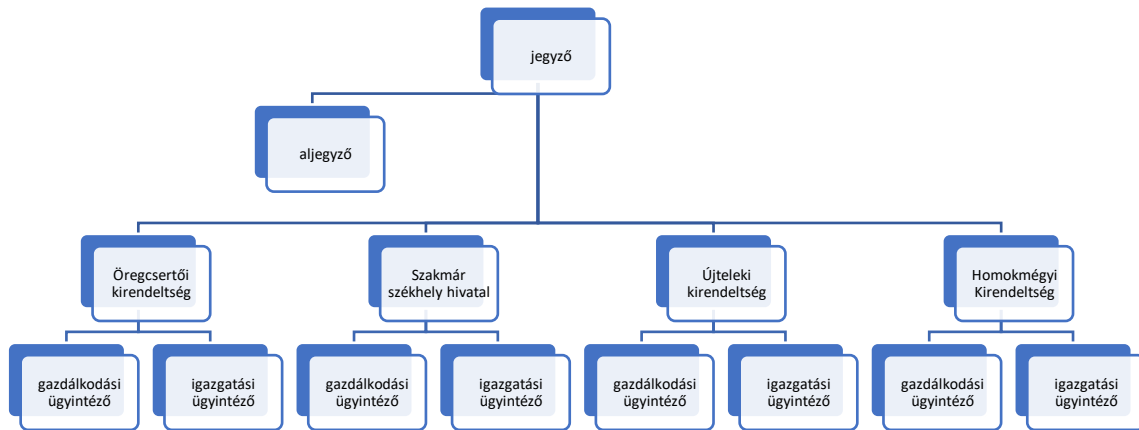 jegyző
aljegyző
Öregcsertői
kirendeltség
Szakmár
székhely hivatal
Újteleki
kirendeltség
Homokmégyi
Kirendeltség
gazdálkodási
ügyintéző
igazgatási
ügyintéző
gazdálkodási
ügyintéző
igazgatási
ügyintéző
gazdálkodási
ügyintéző
igazgatási
ügyintéző
gazdálkodási
ügyintéző
igazgatási
ügyintéző